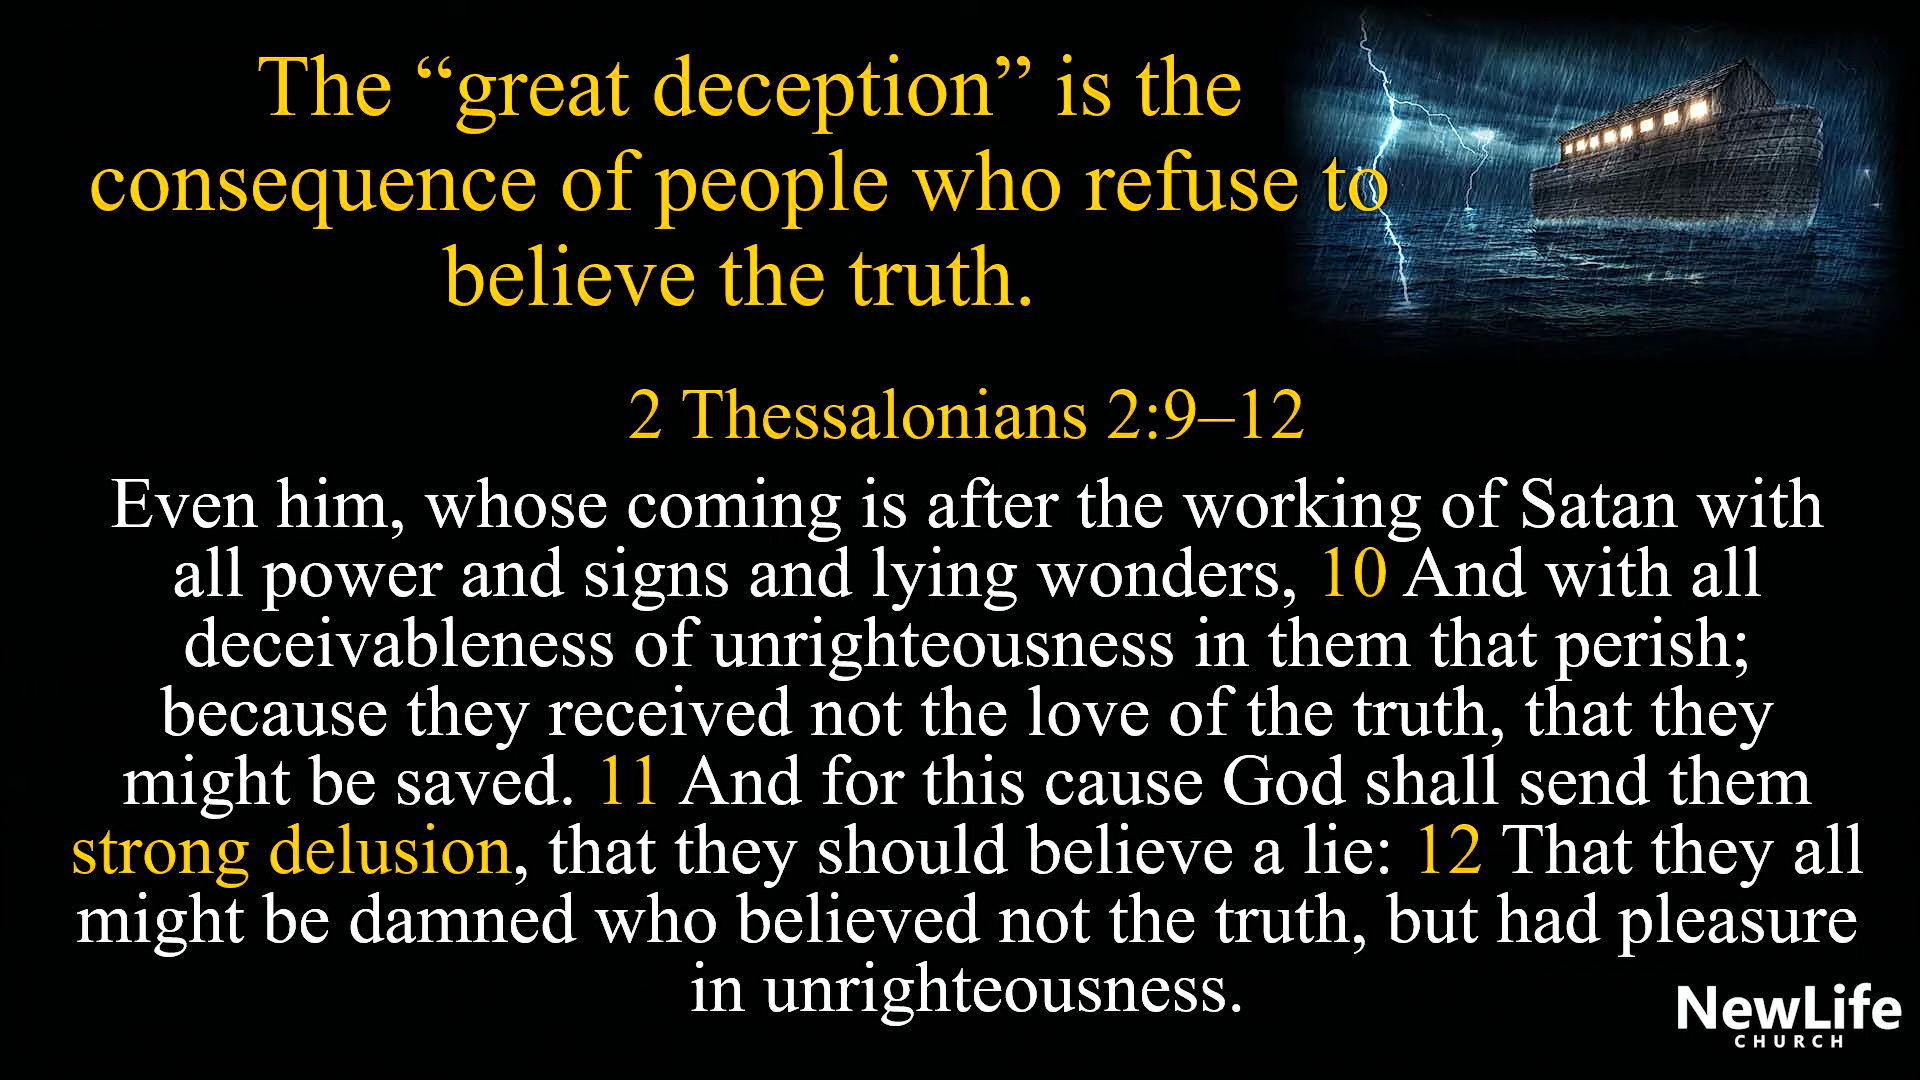 The “great deception” is the
consequence of people who refuse to
believe the truth.
2 Thessalonians 2:9–12
Even him, whose coming is after the working of Satan with
all power and signs and lying wonders, 10 And with all
deceivableness of unrighteousness in them that perish;
because they received not the love of the truth, that they
might be saved. 11 And for this cause God shall send them
strong delusion, that they should believe a lie: 12 That they all
might be damned who believed not the truth, but had pleasure
in unrighteousness.
NewLife
CHURCH